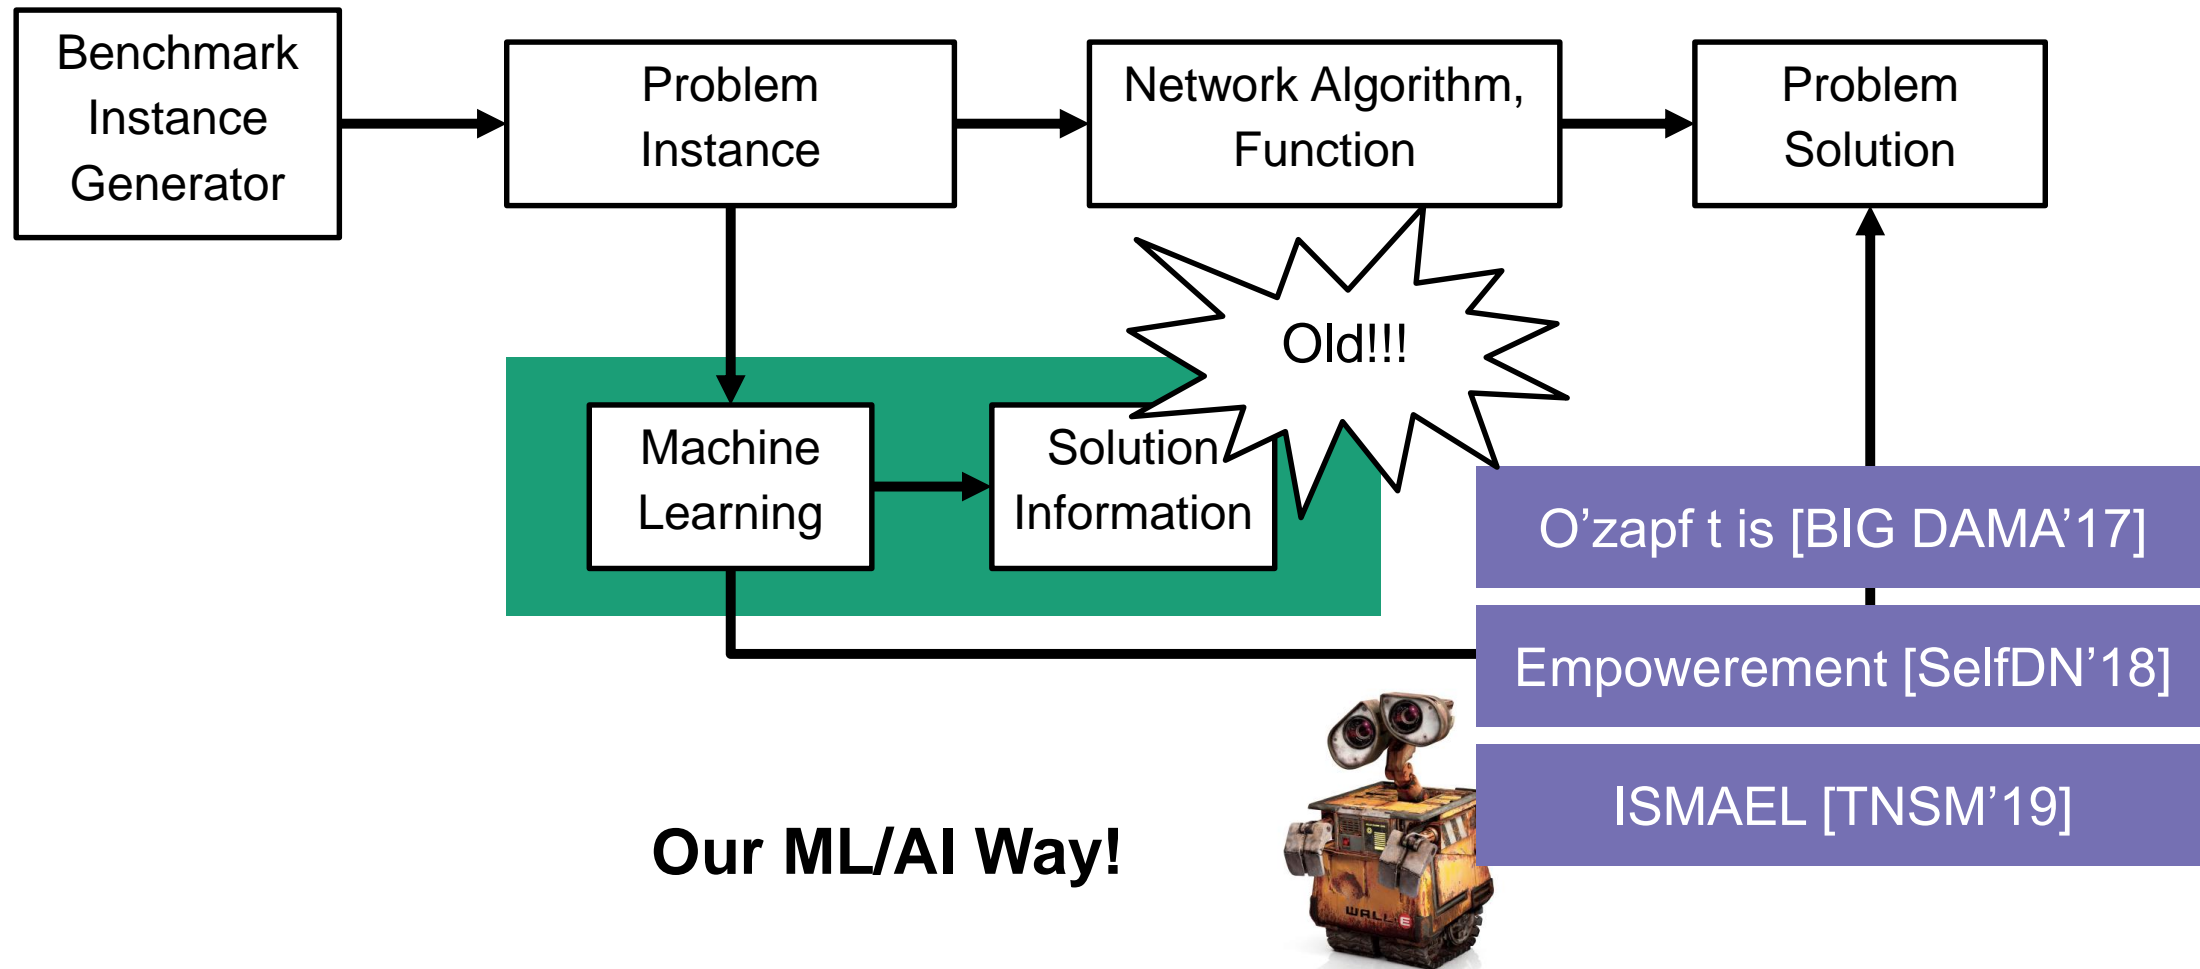 Benchmark
Instance
Generator
Problem
Instance
Network Algorithm,
Function
Problem
Solution
Old!!!
Machine
Learning
Solution
Information
O’zapf t is [BIG DAMA’17]
Empowerement [SelfDN’18]
ISMAEL [TNSM’19]
Our ML/AI Way!
WALL•E